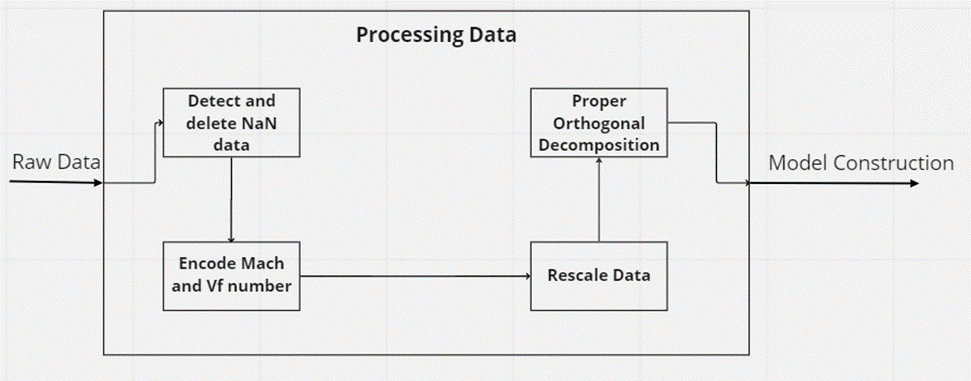 Processing Data
Raw Data
Detect and
delete NaN
data
Encode Mach
and Vf number
Rescale Data
Proper
Orthogonal
Decomposition
Model Construction